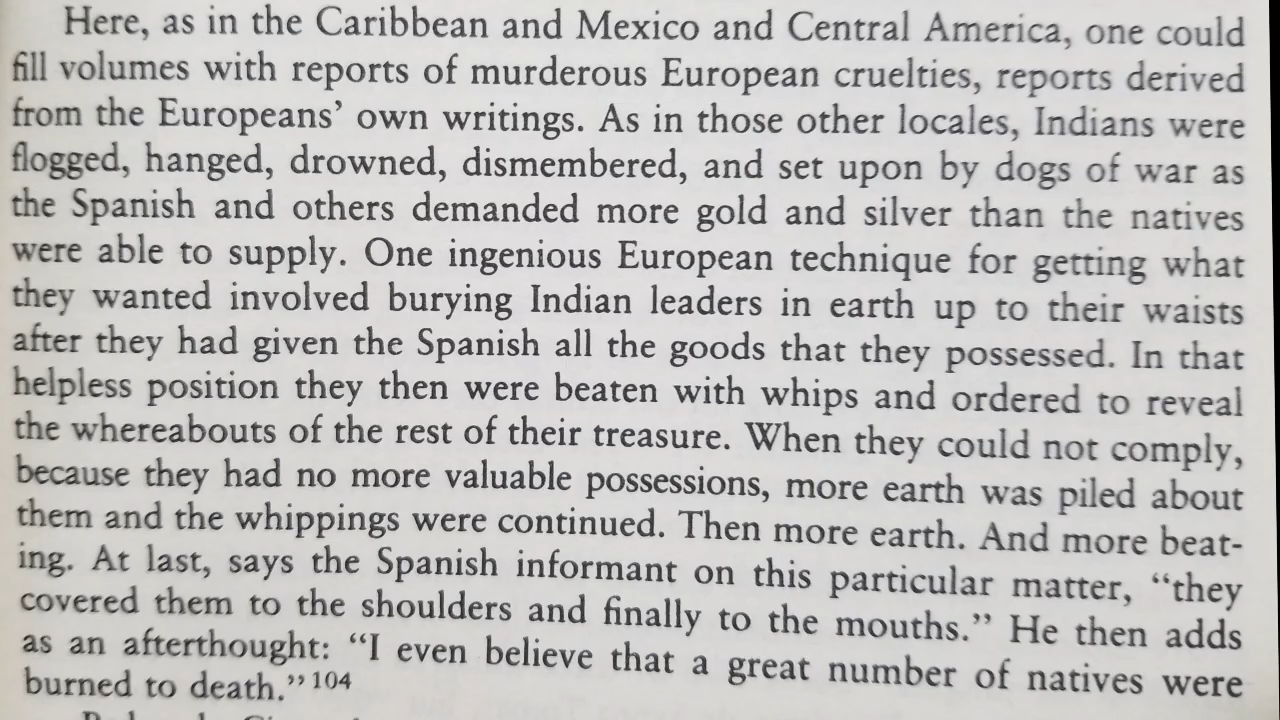 Here, as in the Caribbean and Mexico and Central America, one could
fill volumes with reports of murderous European cruelties, reports derived
from the Europeans' own writings. As in those other locales, Indians were
flogged, hanged, drowned, dismembered, and set upon by dogs of war as
the Spanish and others demanded more gold and silver than the natives
were able to supply. One ingenious European technique for getting what
they wanted involved burying Indian leaders in earth up to their waists
after they had given the Spanish all the goods that they possessed. In that
helpless position they then were beaten with whips and ordered to reveal
the whereabouts of the rest of their treasure. When they could not comply,
because they had no more valuable possessions, more earth was piled about
them and the whippings were continued. Then more earth. And more beat-
ing. At last, says the Spanish informant on this particular matter, “they
covered them to the shoulders and finally to the mouths.” He then adds
as an afterthought: “I even believe that a great number of natives were
burned to death.”104